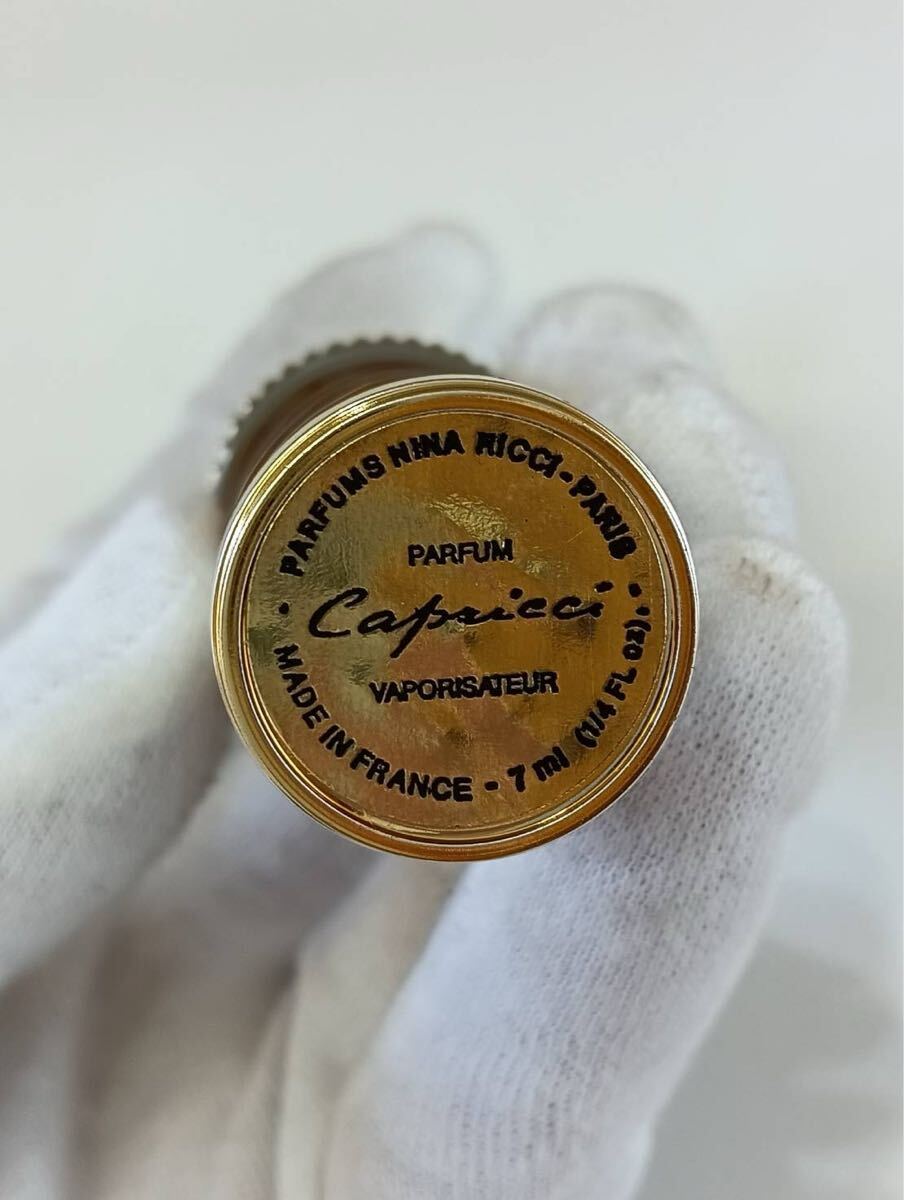 PARFUMS NINA RICCI - PARIS
PARFUM
Capricci
VAPORISATEUR
MADE IN FRANCE - 7 ml (1/4 FL. oz).